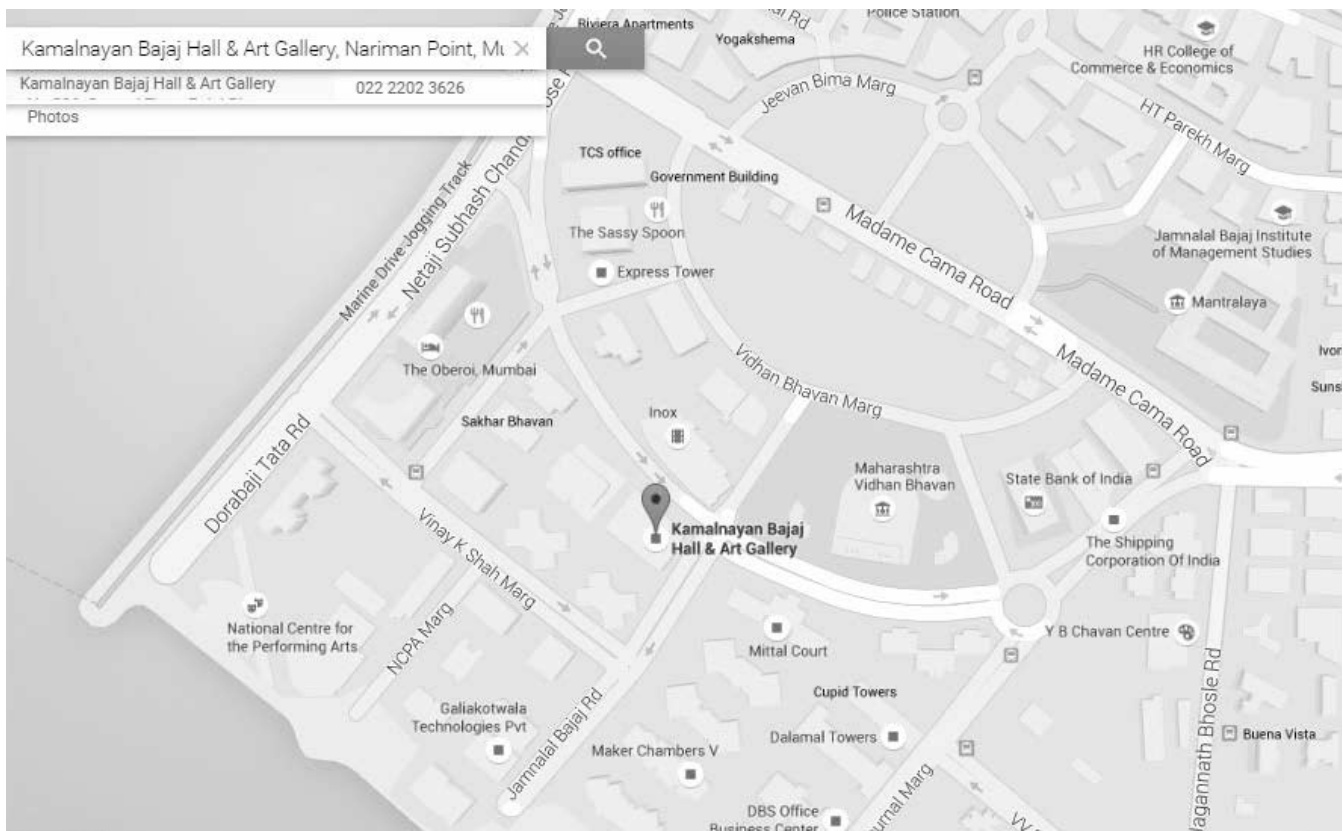 Kamalnayan Bajaj Hall & Art Gallery, Nariman Point, Mu
Kamalnayan Bajaj Hall & Art Gallery
022 2202 3626
Photos
Riviera Apartments
Yogakshema
Police Station
HR College of
Commerce & Economics
Jeevan Bima Marg
HT Parekh Marg
TCS office
Government Building
The Sassy Spoon
Express Tower
Marine Drive Jogging Track
Netaji Subhash Chand
Madame Cama Road
Jamnalal Bajaj Institute
of Management Studies
Mantralaya
Madame Cama Road
The Oberoi, Mumbai
Vidhan Bhavan Marg
Sakhar Bhavan
Inox
Dorabaji Tata Rd
Maharashtra
Vidhan Bhavan
State Bank of India
Kamalnayan Bajaj
Hall & Art Gallery
The Shipping
Corporation Of India
Vinay K Shah Marg
National Centre for
the Performing Arts
NCPA Marg
Mittal Court
Y B Chavan Centre
Cupid Towers
Galiakotwala
Technologies Pvt
Jamnalal Bajaj Rd
Maker Chambers V
Dalamal Towers
Buena Vista
Jagannath Bhosle Rd
DBS Office
Business Center
urnal Marg